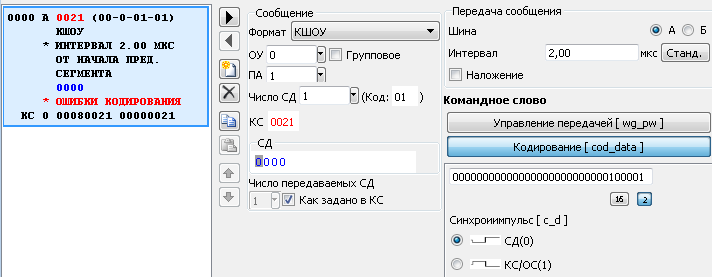 0000 А 0021 (00-0-01-01)
КШОУ
* ИНТЕРВАЛ 2.00 МКС
ОТ НАЧАЛА ПРЕД.
СЕГМЕНТА
0000
* ОШИБКИ КОДИРОВАНИЯ
КС 0 00080021 00000021
Сообщение
Формат КШОУ
ОУ 0 Групповое
ПА 1
Число СД 1 (Код: 01 )
КС 0021
СД
0000
Число передаваемых СД
1 Как задано в КС
Передача сообщения
Шина А Б
Интервал 2,00 мкс Станд.
Наложение
Командное слово
Управление передачей [ wg_pw ]
Кодирование [ cod_data ]
00000000000000000000000000100001
16 2
Синхроимпульс [ c_d ]
СД(0)
КС/ОС(1)